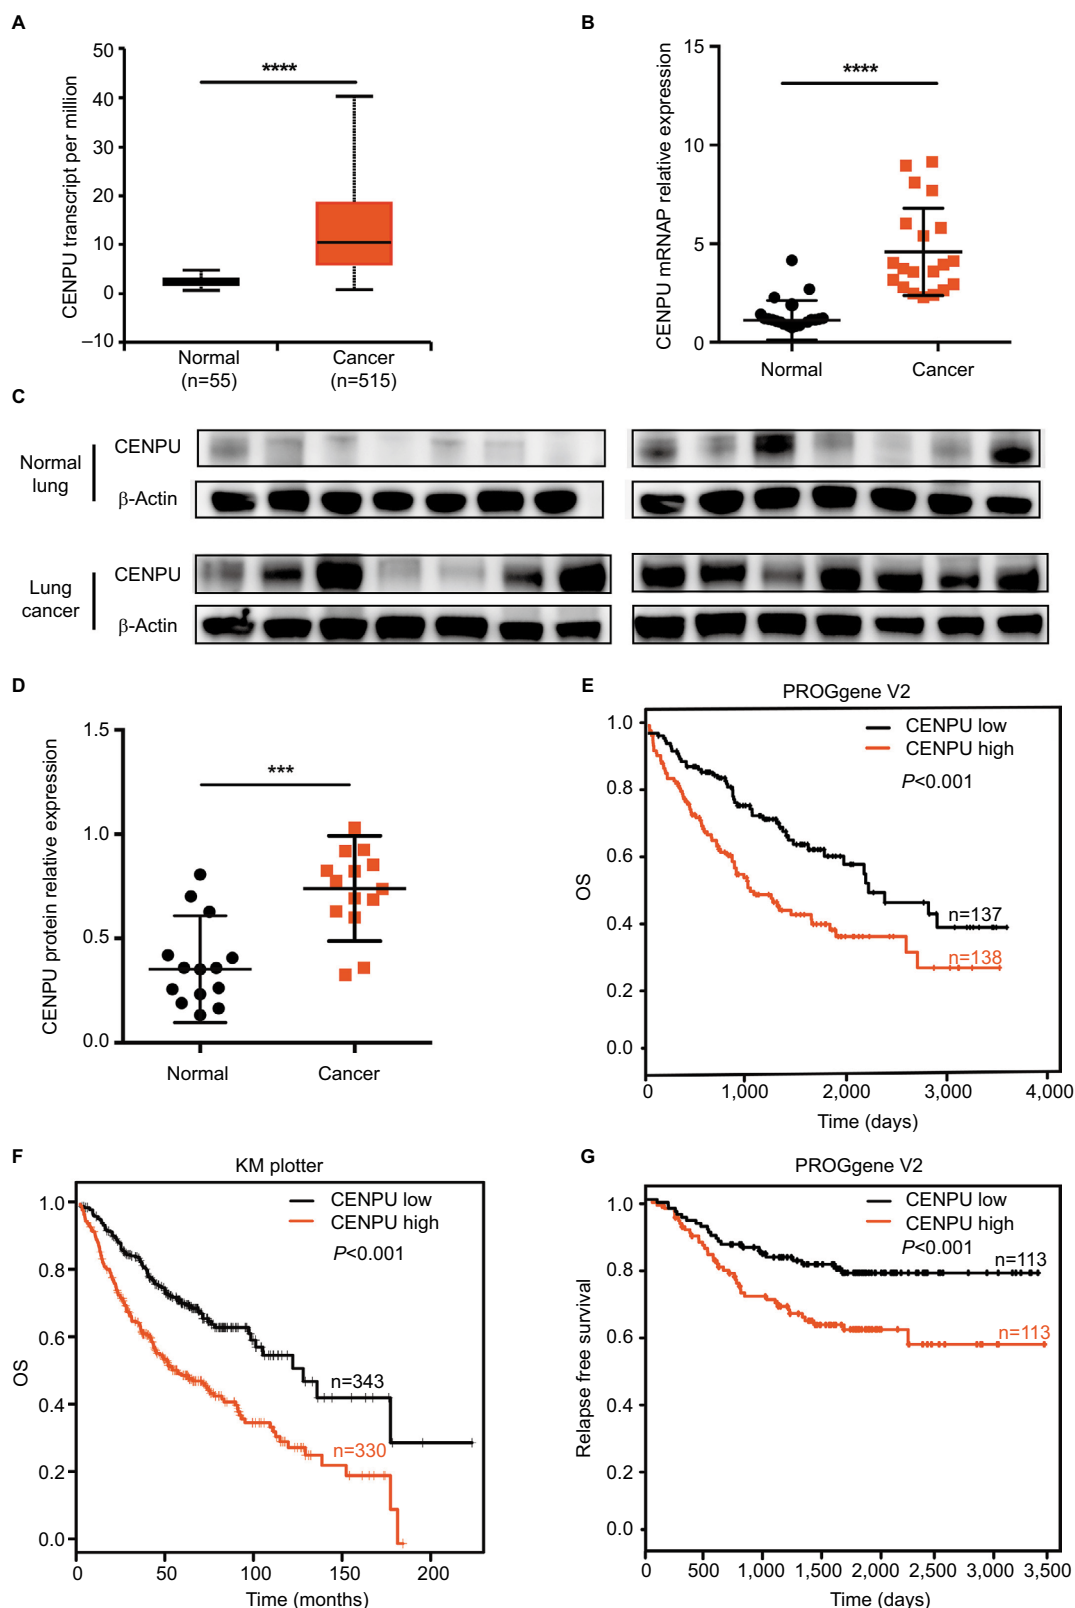 A
CENPU transcript per million
50
40
30
20
10
0
–10
****
Normal
(n=55)
Cancer
(n=515)
B
CENPU mRNAP relative expression
15
10
5
0
****
Normal
Cancer
C
Normal
lung
CENPU
β-Actin
Lung
cancer
CENPU
β-Actin
D
CENPU protein relative expression
1.5
1.0
0.5
0.0
***
Normal
Cancer
E
PROGgene V2
OS
1.0
0.8
0.6
0.4
0.2
0.0
CENPU low
CENPU high
P<0.001
n=137
n=138
0
1,000
2,000
3,000
4,000
Time (days)
F
KM plotter
OS
1.0
0.8
0.6
0.4
0.2
0.0
CENPU low
CENPU high
P<0.001
n=343
n=330
0
50
100
150
200
Time (months)
G
PROGgene V2
Relapse free survival
1.0
0.8
0.6
0.4
0.2
0.0
CENPU low
CENPU high
P<0.001
n=113
n=113
0
500
1,000
1,500
2,000
2,500
3,000
3,500
Time (days)